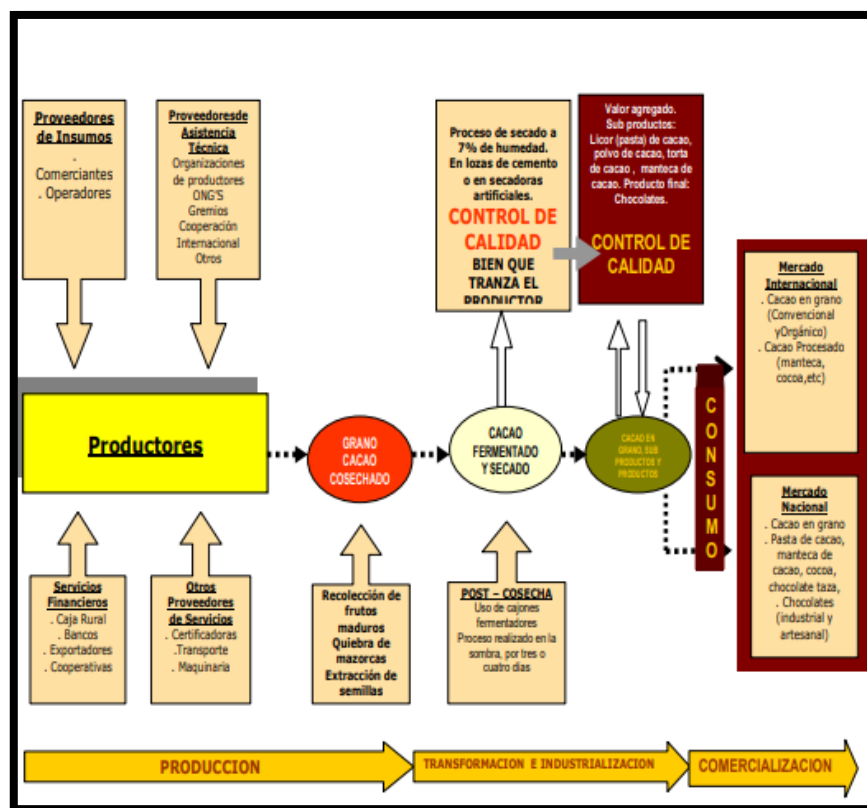 Proveedores
de Insumos
.
Comerciantes
. Operadores
Proveedoresde
Asistencia
Técnica
Organizaciones
de productores
ONG'S
Gremios
Cooperación
Internacional
Otros
Proceso de secado a
7% de humedad.
En lozas de cemento
o en secadoras
artificiales.
CONTROL DE
CALIDAD
BIEN QUE
TRANZA EL
PRODUCTOR
Valor agregado.
Sub productos:
Licor (pasta) de cacao,
polvo de cacao, torta
de cacao , manteca de
cacao. Producto final:
Chocolates.
CONTROL DE
CALIDAD
Mercado
Internacional
. Cacao en grano
(Convencional
yOrgánico)
. Cacao Procesado
(manteca,
cocoa,etc)
Productores
GRANO
CACAO
COSECHADO
CACAO
FERMENTADO
Y SECADO
CACAO EN
GRANO, SUB
PRODUCTOS Y
PRODUCTOS
CONSUMO
Mercado
Nacional
. Cacao en grano
. Pasta de cacao,
manteca de
cacao, cocoa,
chocolate taza,
. Chocolates
(industrial y
artesanal)
Servicios
Financieros
. Caja Rural
. Bancos
. Exportadores
. Cooperativas
Otros
Proveedores
de Servicios
. Certificadoras
.Transporte
. Maquinaria
Recolección de
frutos
maduros
Quiebra de
mazorcas
Extracción de
semillas
POST – COSECHA
Uso de cajones
fermentadores
Proceso realizado en la
sombra, por tres o
cuatro dias
PRODUCCION
TRANSFORMACION E INDUSTRIALIZACION
COMERCIALIZACION